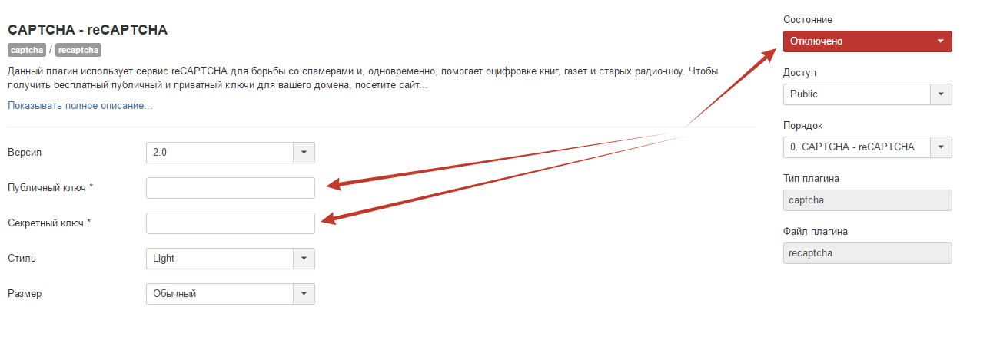 CAPTCHA - reCAPTCHA
captcha / recaptcha
Данный плагин использует сервис reCAPTCHA для борьбы со спамерами и, одновременно, помогает оцифровке книг, газет и старых радио-шоу. Чтобы
получить бесплатный публичный и приватный ключи для вашего домена, посетите сайт...
Показывать полное описание...
Версия
2.0
Публичный ключ *
Секретный ключ *
Стиль
Light
Размер
Обычный
Состояние
Отключено
Доступ
Public
Порядок
0. CAPTCHA - reCAPTCHA
Тип плагина
captcha
Файл плагина
recaptcha